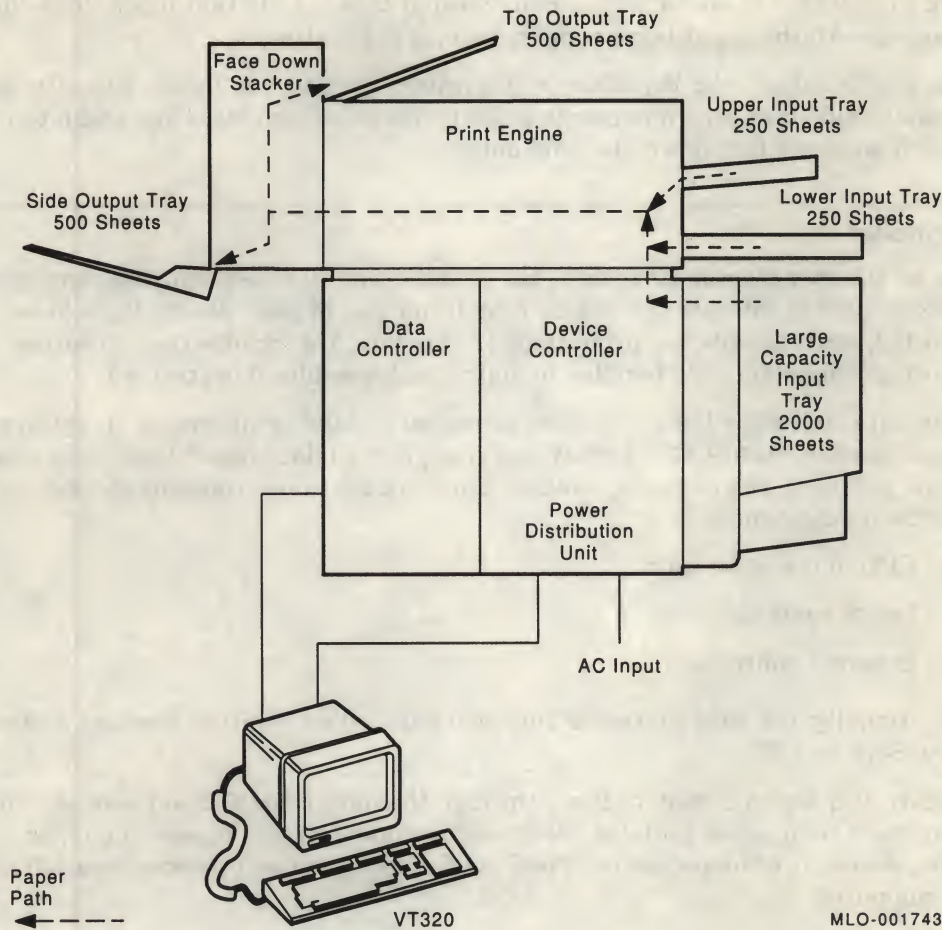 Top Output Tray
500 Sheets
Face Down
Stacker
Upper Input Tray
250 Sheets
Print Engine
Side Output Tray
500 Sheets
Lower Input Tray
250 Sheets
Data
Controller
Device
Controller
Large
Capacity
Input
Tray
2000
Sheets
Power
Distribution
Unit
AC Input
Paper
Path
VT320
MLO-001743